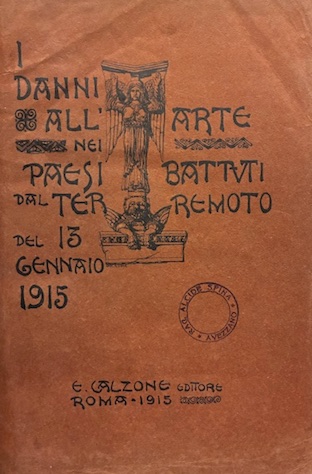 I
DANNI
ALL'ARTE
NEI
PAESI BATTUTI
DAL TERREMOTO
DEL 13
GENNAIO
1915
RAG. ALCIDE SPINA * AVEZZANO
E. CALZONE EDITORE
ROMA · 1915